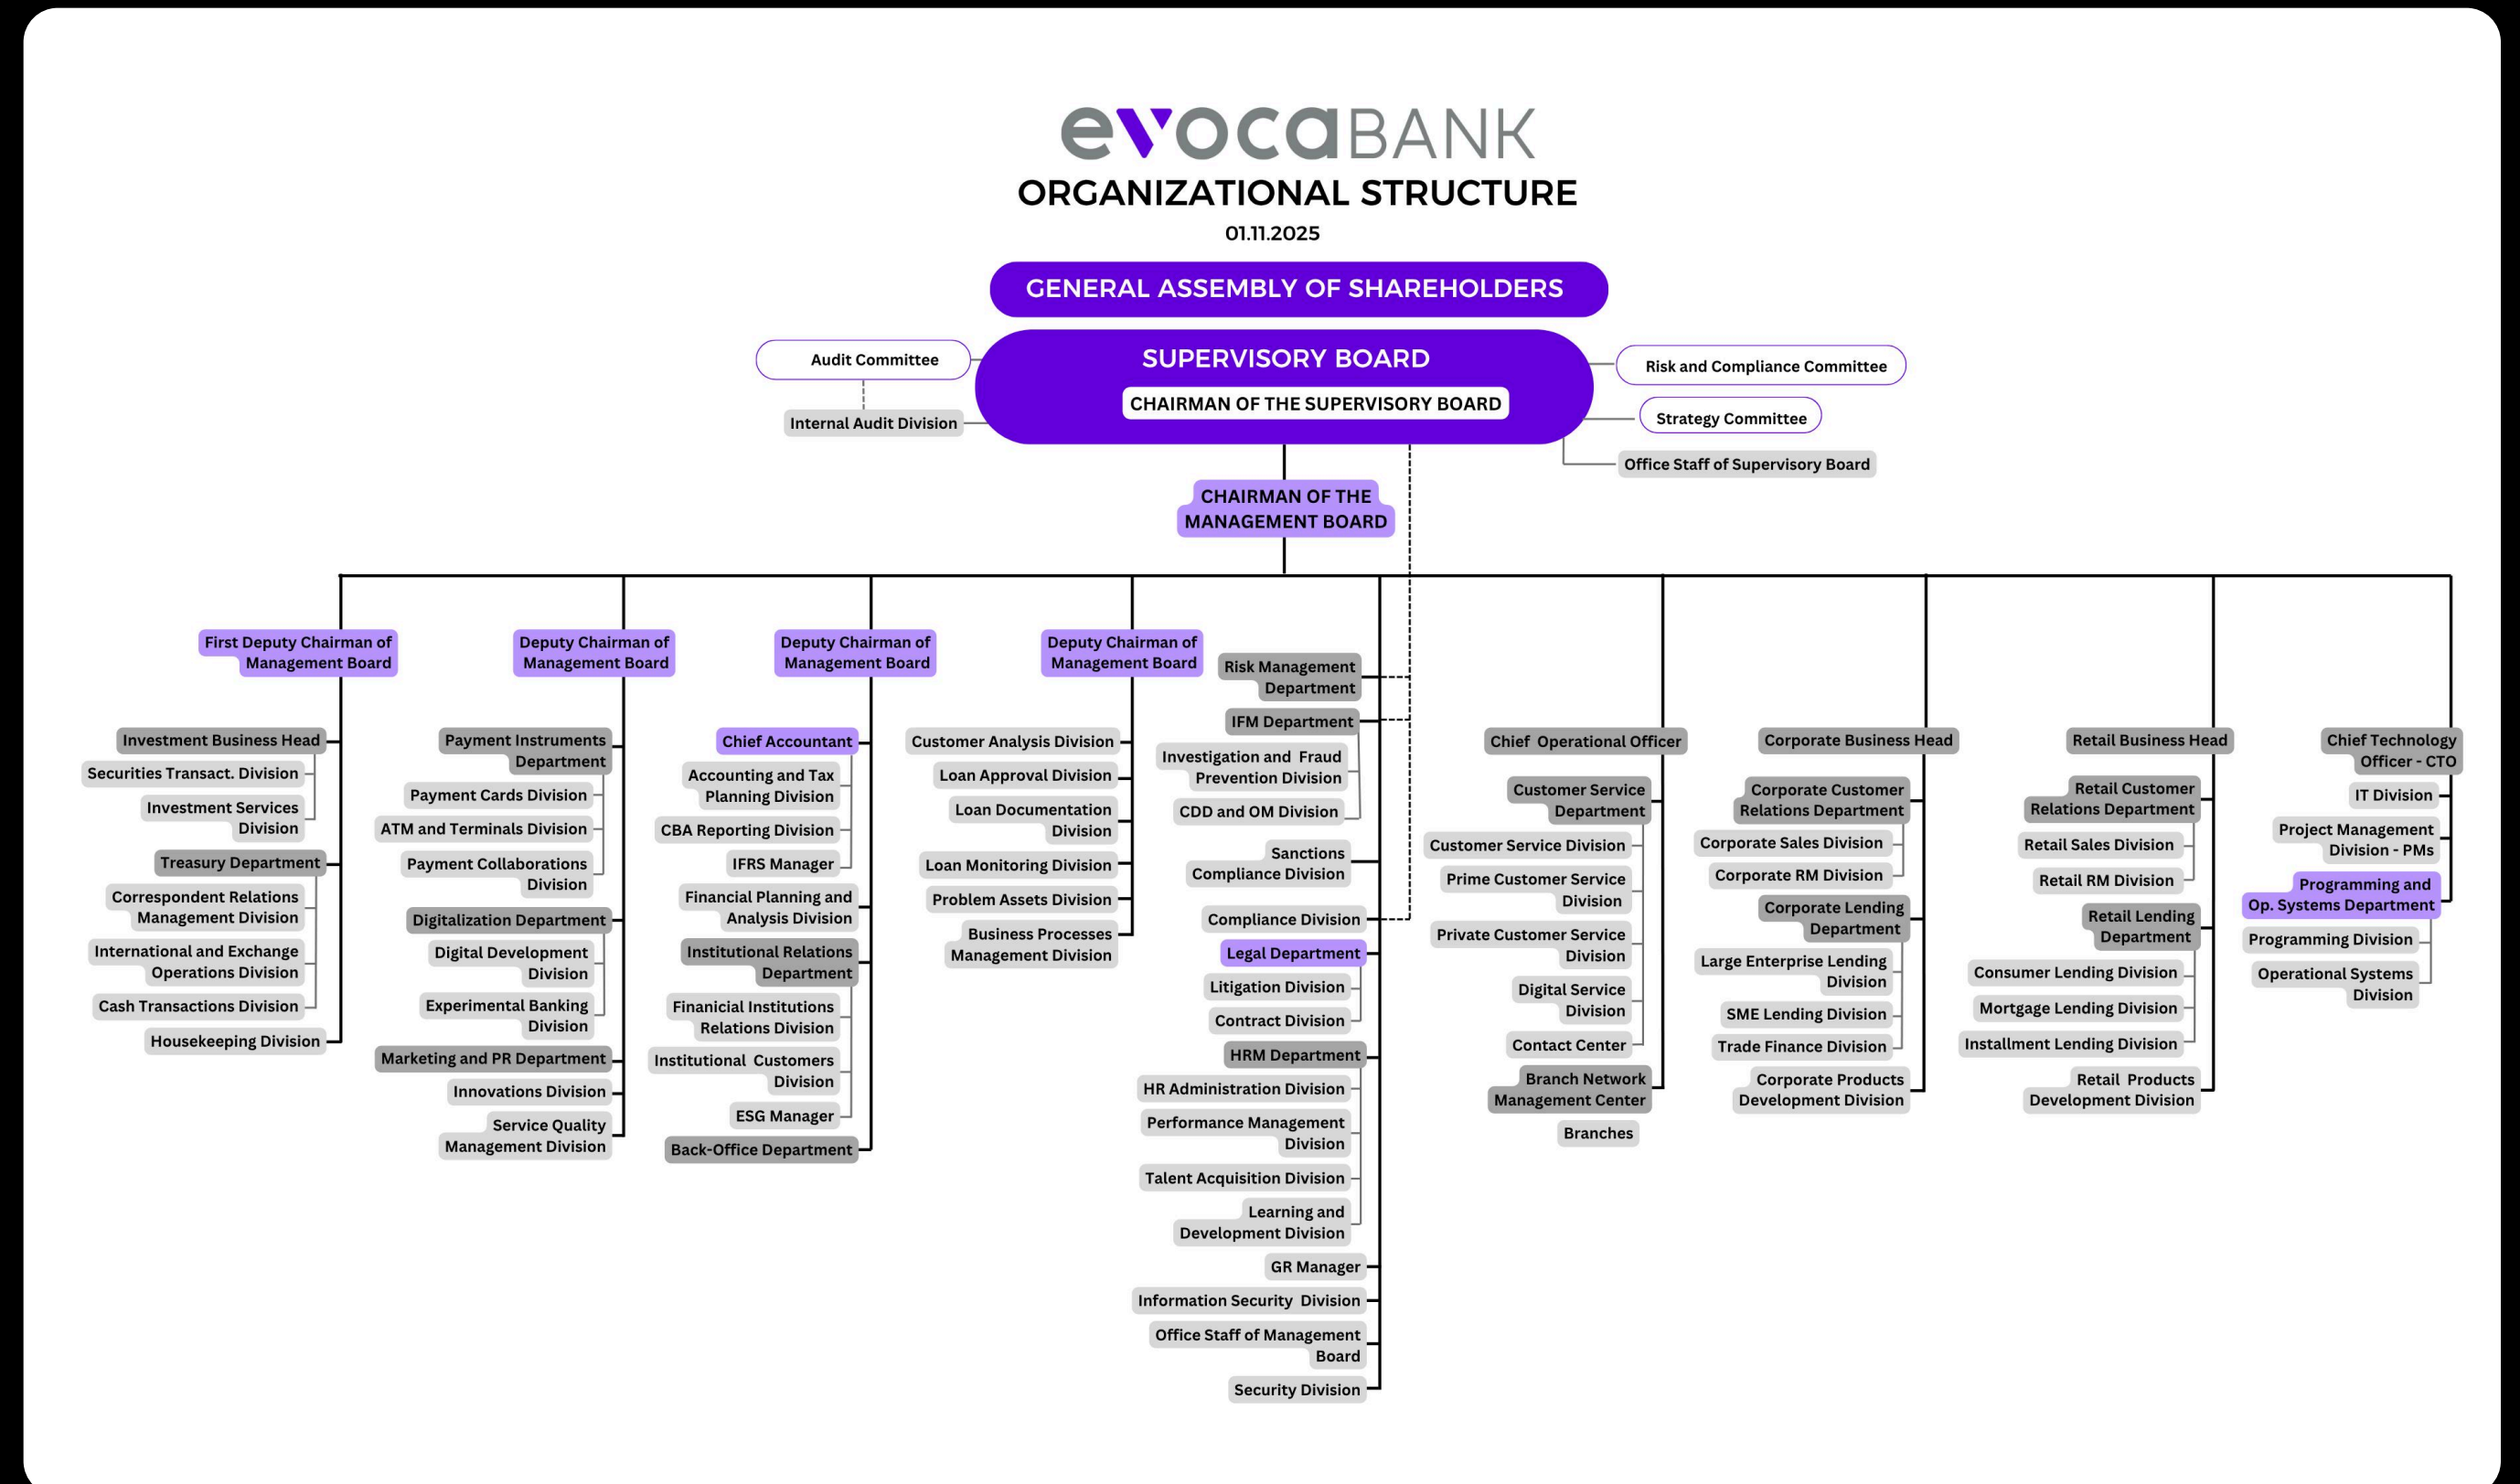 evocaBANK
ORGANIZATIONAL STRUCTURE
01.11.2025
GENERAL ASSEMBLY OF SHAREHOLDERS
SUPERVISORY BOARD
CHAIRMAN OF THE SUPERVISORY BOARD
Audit Committee
Internal Audit Division
Risk and Compliance Committee
Strategy Committee
Office Staff of Supervisory Board
CHAIRMAN OF THE
MANAGEMENT BOARD
First Deputy Chairman of
Management Board
Investment Business Head
Securities Transact. Division
Investment Services
Division
Treasury Department
Correspondent Relations
Management Division
International and Exchange
Operations Division
Cash Transactions Division
Housekeeping Division
Deputy Chairman of
Management Board
Payment Instruments
Department
Payment Cards Division
ATM and Terminals Division
Payment Collaborations
Division
Digitalization Department
Digital Development
Division
Experimental Banking
Division
Marketing and PR Department
Innovations Division
Service Quality
Management Division
Deputy Chairman of
Management Board
Chief Accountant
Accounting and Tax
Planning Division
CBA Reporting Division
IFRS Manager
Financial Planning and
Analysis Division
Institutional Relations
Department
Finanicial Institutions
Relations Division
Institutional Customers
Division
ESG Manager
Back-Office Department
Deputy Chairman of
Management Board
Customer Analysis Division
Loan Approval Division
Loan Documentation
Division
Loan Monitoring Division
Problem Assets Division
Business Processes
Management Division
Risk Management
Department
IFM Department
Investigation and Fraud
Prevention Division
CDD and OM Division
Sanctions
Compliance Division
Compliance Division
Legal Department
Litigation Division
Contract Division
HRM Department
HR Administration Division
Performance Management
Division
Talent Acquisition Division
Learning and
Development Division
GR Manager
Information Security Division
Office Staff of Management
Board
Security Division
Chief Operational Officer
Customer Service
Department
Customer Service Division
Prime Customer Service
Division
Private Customer Service
Division
Digital Service
Division
Contact Center
Branch Network
Management Center
Branches
Corporate Business Head
Corporate Customer
Relations Department
Corporate Sales Division
Corporate RM Division
Corporate Lending
Department
Large Enterprise Lending
Division
SME Lending Division
Trade Finance Division
Corporate Products
Development Division
Retail Business Head
Retail Customer
Relations Department
Retail Sales Division
Retail RM Division
Retail Lending
Department
Consumer Lending Division
Mortgage Lending Division
Installment Lending Division
Retail Products
Development Division
Chief Technology
Officer - CTO
IT Division
Project Management
Division - PMs
Programming and
Op. Systems Department
Programming Division
Operational Systems
Division